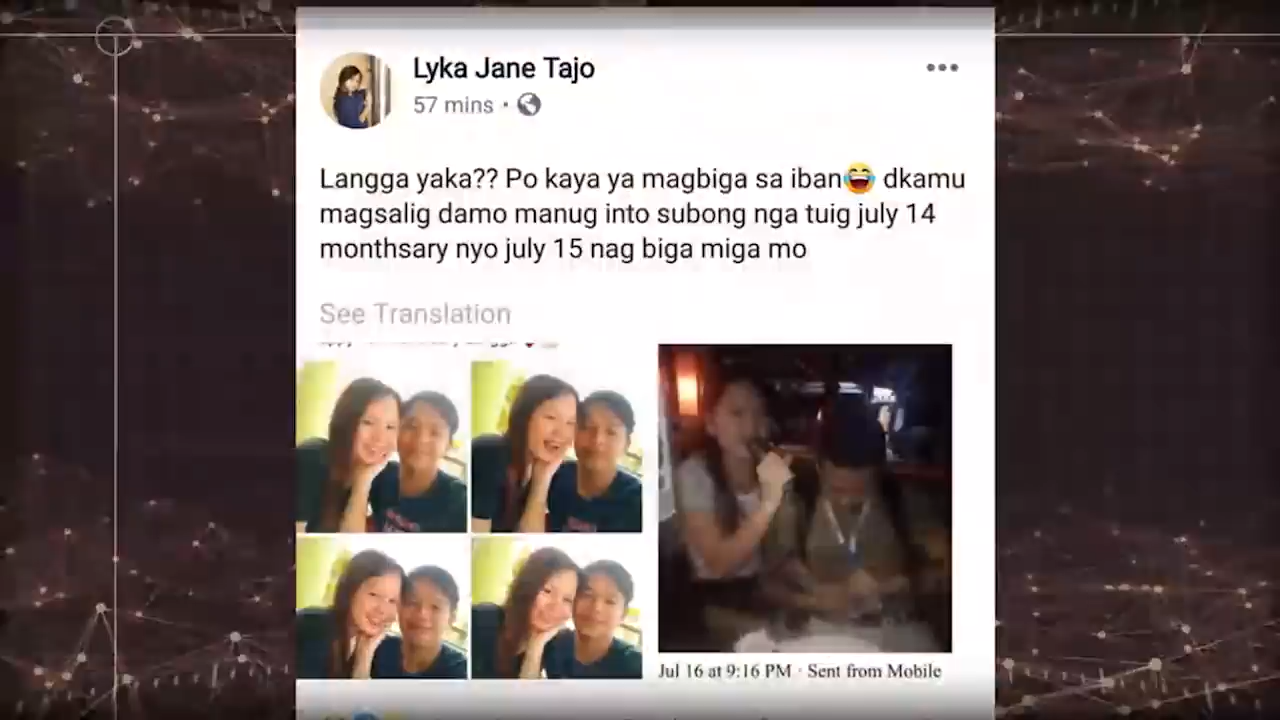 Lyka Jane Tajo
57 mins ·
Langga yaka?? Po kaya ya magbiga sa iban😂 dkamu
magsalig damo manug into subong nga tuig july 14
monthsary nyo july 15 nag biga miga mo
See Translation
Jul 16 at 9:16 PM · Sent from Mobile